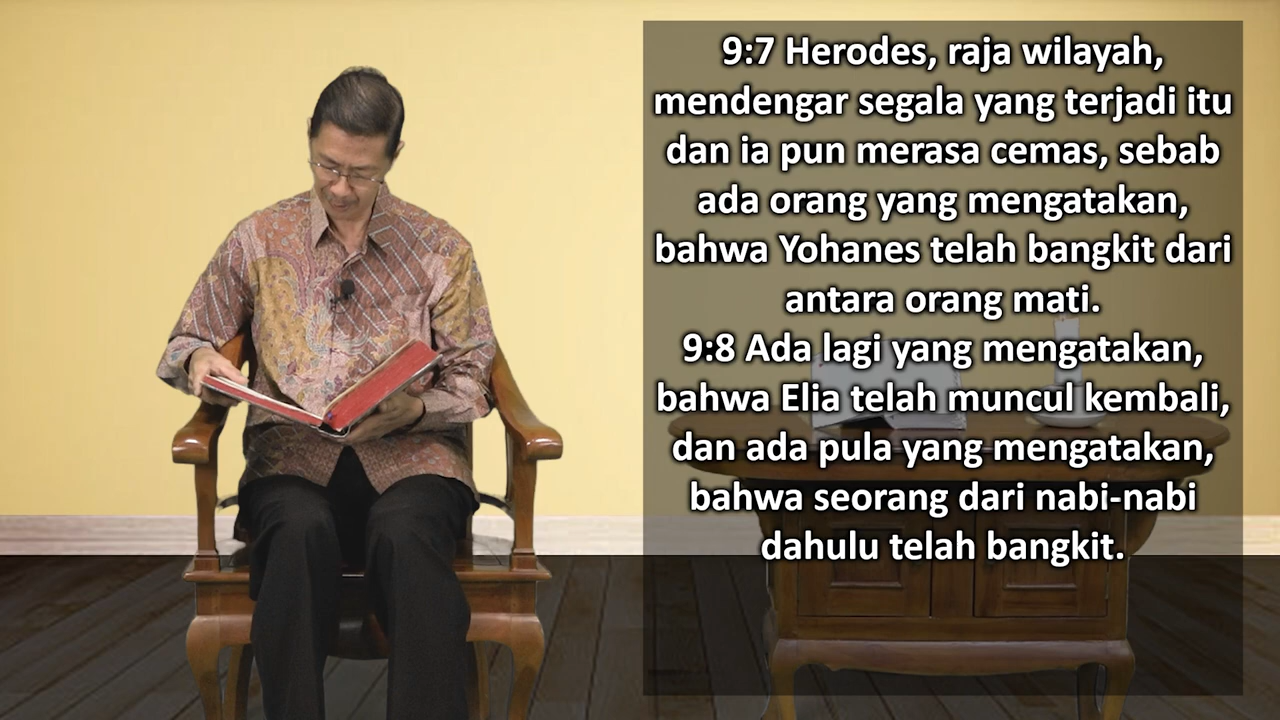 9:7 Herodes, raja wilayah,
mendengar segala yang terjadi itu
dan ia pun merasa cemas, sebab
ada orang yang mengatakan,
bahwa Yohanes telah bangkit dari
antara orang mati.
9:8 Ada lagi yang mengatakan,
bahwa Elia telah muncul kembali,
dan ada pula yang mengatakan,
bahwa seorang dari nabi-nabi
dahulu telah bangkit.